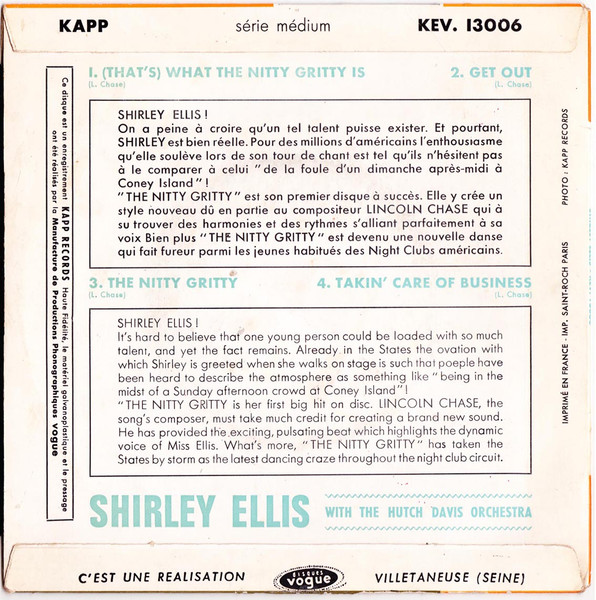 KAPP série médium KEV. 13006
1. (THAT'S) WHAT THE NITTY GRITTY IS 2. GET OUT
(L. Chase) (L. Chase)
SHIRLEY ELLIS !
On a peine à croire qu'un tel talent puisse exister. Et pourtant,
SHIRLEY est bien réelle. Pour des millions d'américains l'enthousiasme
qu'elle soulève lors de son tour de chant est tel qu'ils n'hésitent pas
à le comparer à celui "de la foule d'un dimanche après-midi à
Coney Island" !
"THE NITTY GRITTY" est son premier disque à succès. Elle y crée un
style nouveau dû en partie au compositeur LINCOLN CHASE qui à
su trouver des harmonies et des rythmes s'alliant parfaitement à sa
voix Bien plus "THE NITTY GRITTY" est devenu une nouvelle danse
qui fait fureur parmi les jeunes habitués des Night Clubs américains.
3. THE NITTY GRITTY 4. TAKIN' CARE OF BUSINESS
(L. Chase) (L. Chase)
SHIRLEY ELLIS !
It's hard to believe that one young person could be loaded with so much
talent, and yet the fact remains. Already in the States the ovation with
which Shirley is greeted when she walks on stage is such that poeple have
been heard to describe the atmosphere as something like "being in the
midst of a Sunday afternoon crowd at Coney Island" !
"THE NITTY GRITTY is her first big hit on disc. LINCOLN CHASE, the
song's composer, must take much credit for creating a brand new sound.
He has provided the exciting, pulsating beat which highlights the dynamic
voice of Miss Ellis. What's more, "THE NITTY GRITTY" has taken the
States by storm as the latest dancing craze throughout the night club circuit.
SHIRLEY ELLIS WITH THE HUTCH DAVIS ORCHESTRA
Ce disque est un enregistrement KAPP RECORDS Haute Fidélité, le matériel galvanoplastique et le pressage
ont été réalisés par la Manufacture de Productions Phonographiques Vogue
IMPRIMÉ EN FRANCE - IMP. SAINT-ROCH PARIS PHOTO : KAPP RECORDS
C'EST UNE REALISATION disques vogue VILLETANEUSE (SEINE)